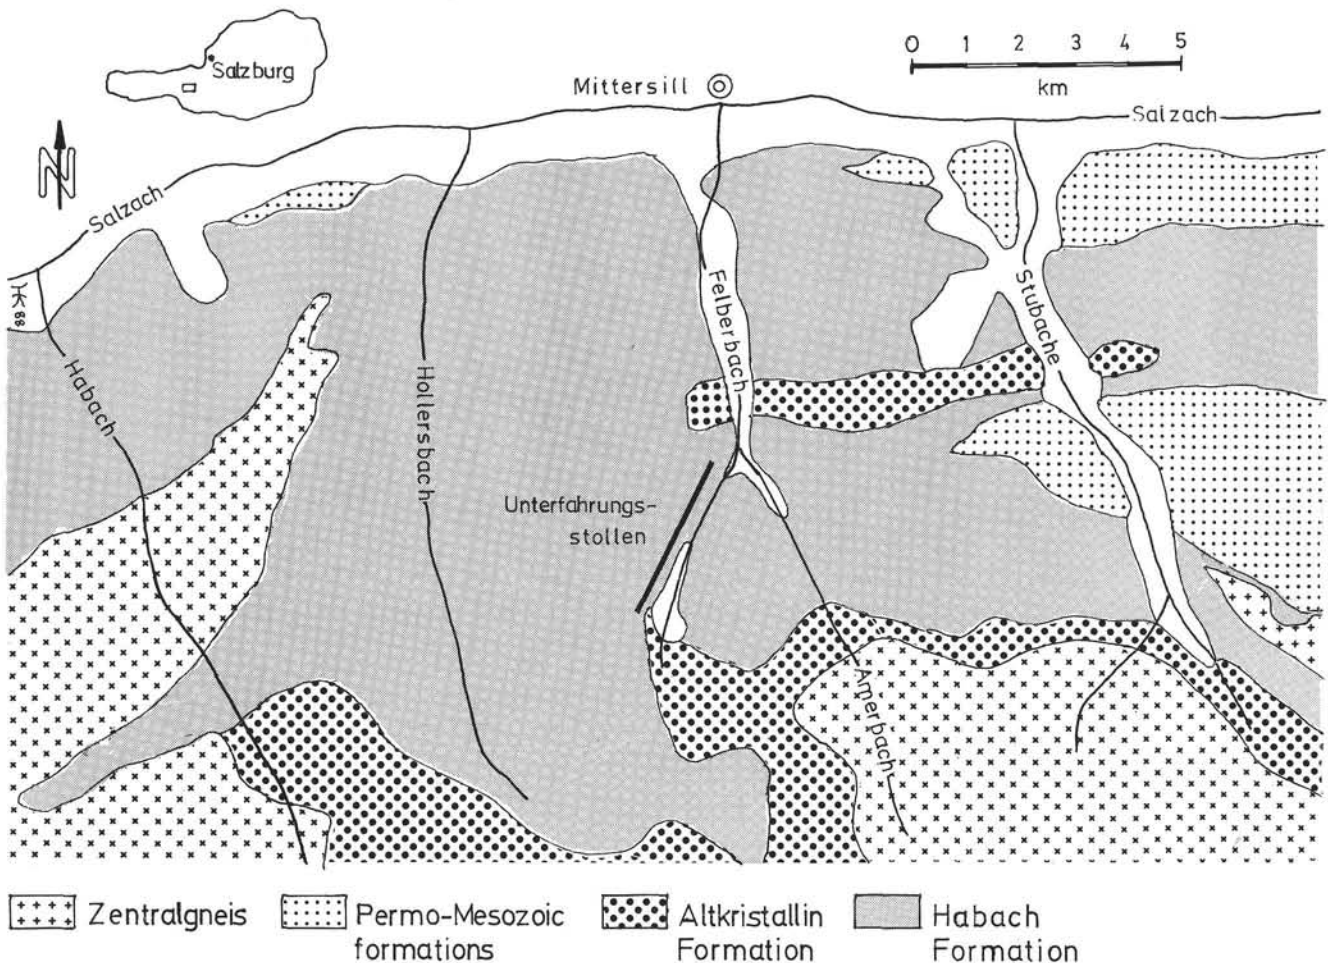 Salzburg
0 1 2 3 4 5
km
Mittersill
Salzach
N
Salzach
HK 88
Habach
Hollersbach
Felberbach
Stubache
Unterfahrungs-
stollen
Amerbach
Zentralgneis
Permo-Mesozoic
formations
Altkristallin
Formation
Habach
Formation